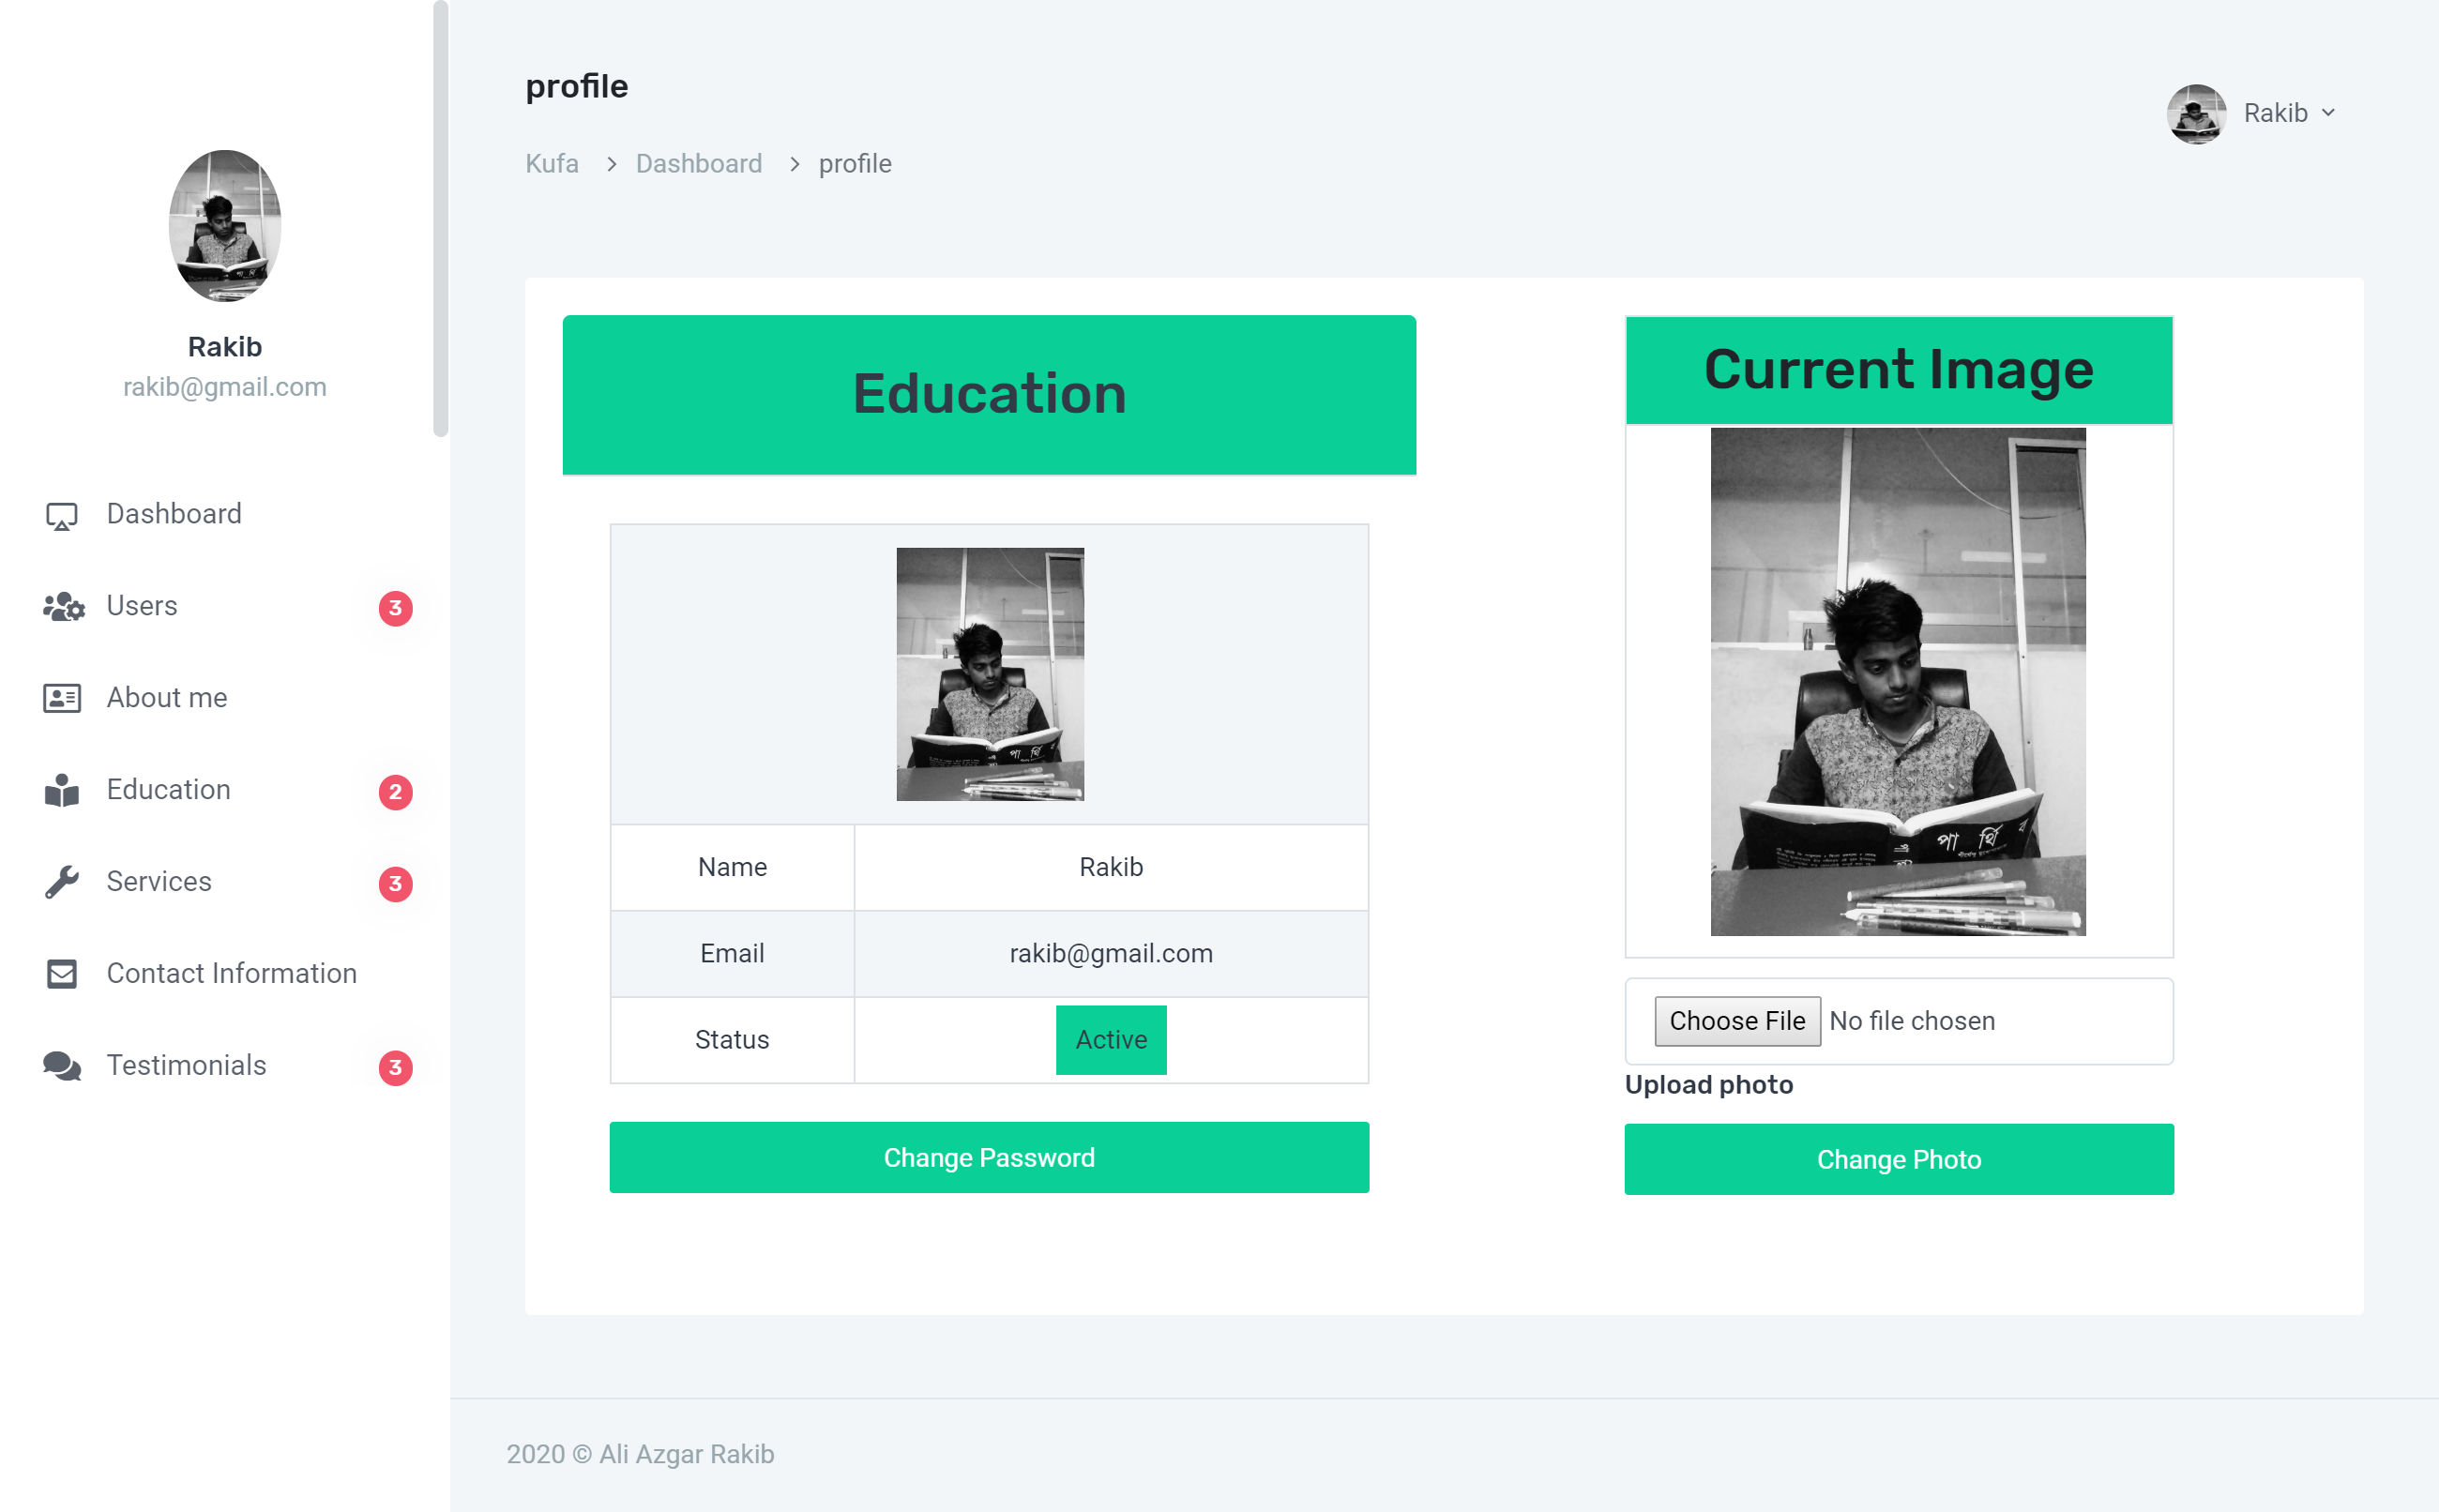 profile
Rakib
Kufa > Dashboard > profile
Rakib
rakib@gmail.com
Dashboard
Users 3
About me
Education 2
Services 3
Contact Information
Testimonials 3
Education
Name Rakib
Email rakib@gmail.com
Status Active
Change Password
Current Image
পা র্থি ব
Choose File No file chosen
Upload photo
Change Photo
2020 © Ali Azgar Rakib